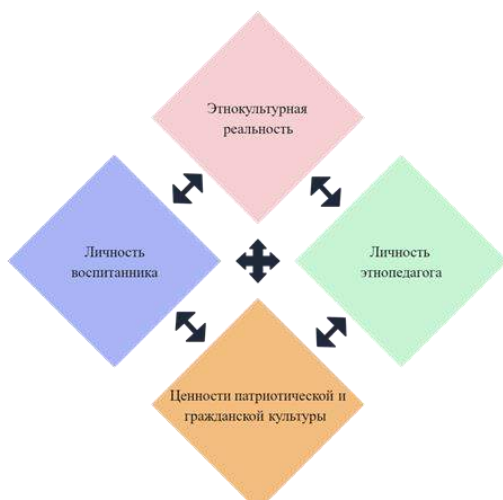 Этнокультурная
реальность
Личность
воспитанника
Личность
этнопедагога
Ценности патриотической и
гражданской культуры